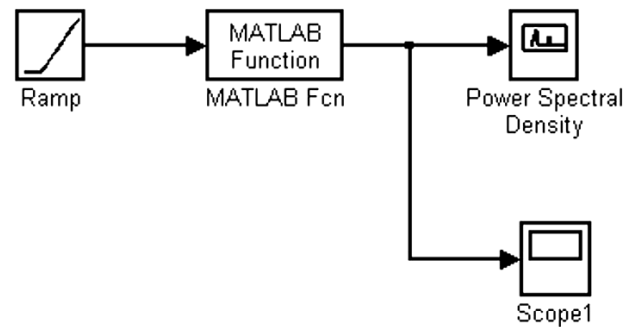 MATLAB
Function
Ramp
MATLAB Fcn
Power Spectral
Density
Scope1